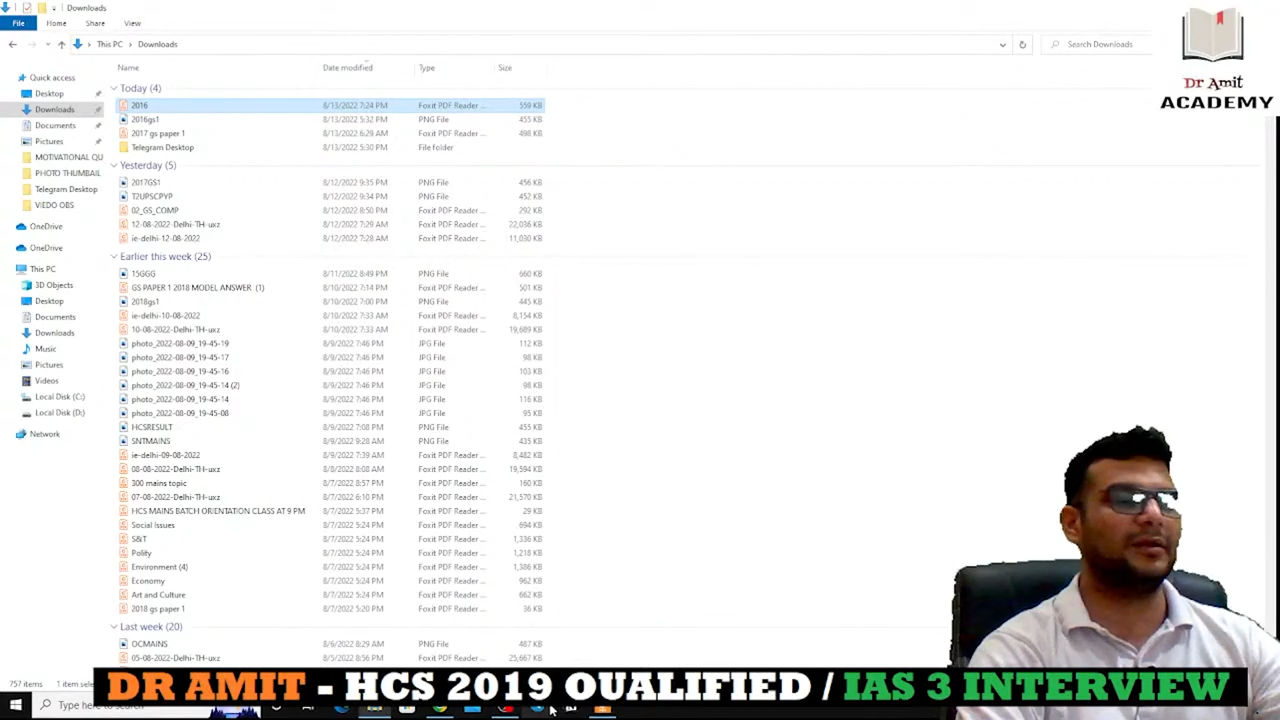 Downloads
File Home Share View
This PC Downloads Search Downloads
Name Date modified Type Size
Quick access
Desktop
Downloads
Documents
Pictures
MOTIVATIONAL QU
PHOTO THUMBAIL
Telegram Desktop
VIEDO OBS
OneDrive
OneDrive
This PC
3D Objects
Desktop
Documents
Downloads
Music
Pictures
Videos
Local Disk (C:)
Local Disk (D:)
Network
Today (4)
2016 8/13/2022 7:24 PM Foxit PDF Reader ... 559 KB
2016gs1 8/13/2022 5:32 PM PNG File 455 KB
2017 gs paper 1 8/13/2022 6:29 AM Foxit PDF Reader ... 498 KB
Telegram Desktop 8/13/2022 5:30 PM File folder
Yesterday (5)
2017GS1 8/12/2022 9:35 PM PNG File 456 KB
T2UPSCPYP 8/12/2022 9:34 PM PNG File 452 KB
02_GS_COMP 8/12/2022 8:50 PM Foxit PDF Reader ... 292 KB
12-08-2022-Delhi-TH-uxz 8/12/2022 7:29 AM Foxit PDF Reader ... 22,036 KB
ie-delhi-12-08-2022 8/12/2022 7:28 AM Foxit PDF Reader ... 11,030 KB
Earlier this week (25)
15GGG 8/11/2022 8:49 PM PNG File 660 KB
GS PAPER 1 2018 MODEL ANSWER (1) 8/10/2022 7:14 PM Foxit PDF Reader ... 501 KB
2018gs1 8/10/2022 7:00 PM PNG File 445 KB
ie-delhi-10-08-2022 8/10/2022 7:33 AM Foxit PDF Reader ... 8,154 KB
10-08-2022-Delhi-TH-uxz 8/10/2022 7:33 AM Foxit PDF Reader ... 19,689 KB
photo_2022-08-09_19-45-19 8/9/2022 7:46 PM JPG File 112 KB
photo_2022-08-09_19-45-17 8/9/2022 7:46 PM JPG File 98 KB
photo_2022-08-09_19-45-16 8/9/2022 7:46 PM JPG File 103 KB
photo_2022-08-09_19-45-14 (2) 8/9/2022 7:46 PM JPG File 98 KB
photo_2022-08-09_19-45-14 8/9/2022 7:46 PM JPG File 116 KB
photo_2022-08-09_19-45-08 8/9/2022 7:46 PM JPG File 95 KB
HCSRESULT 8/9/2022 7:08 PM PNG File 455 KB
SNTMAINS 8/9/2022 9:28 AM PNG File 435 KB
ie-delhi-09-08-2022 8/9/2022 7:39 AM Foxit PDF Reader ... 8,482 KB
08-08-2022-Delhi-TH-uxz 8/8/2022 8:08 AM Foxit PDF Reader ... 19,594 KB
300 mains topic 8/7/2022 8:57 PM Foxit PDF Reader ... 160 KB
07-08-2022-Delhi-TH-uxz 8/7/2022 6:10 PM Foxit PDF Reader ... 21,570 KB
HCS MAINS BATCH ORIENTATION CLASS AT 9 PM 8/7/2022 5:37 PM Foxit PDF Reader ... 29 KB
Social Issues 8/7/2022 5:24 PM Foxit PDF Reader ... 694 KB
S&T 8/7/2022 5:24 PM Foxit PDF Reader ... 1,336 KB
Polity 8/7/2022 5:24 PM Foxit PDF Reader ... 1,218 KB
Environment (4) 8/7/2022 5:24 PM Foxit PDF Reader ... 1,386 KB
Economy 8/7/2022 5:24 PM Foxit PDF Reader ... 962 KB
Art and Culture 8/7/2022 5:24 PM Foxit PDF Reader ... 662 KB
2018 gs paper 1 8/7/2022 5:20 PM Foxit PDF Reader ... 36 KB
Last week (20)
OCMAINS 8/6/2022 8:29 AM PNG File 487 KB
05-08-2022-Delhi-TH-uxz 8/5/2022 8:56 PM Foxit PDF Reader ... 25,667 KB
757 items 1 item
Type here to search
Dr Amit
ACADEMY
DR AMIT - HCS 2019 QUALIFIED / IAS 3 INTERVIEW